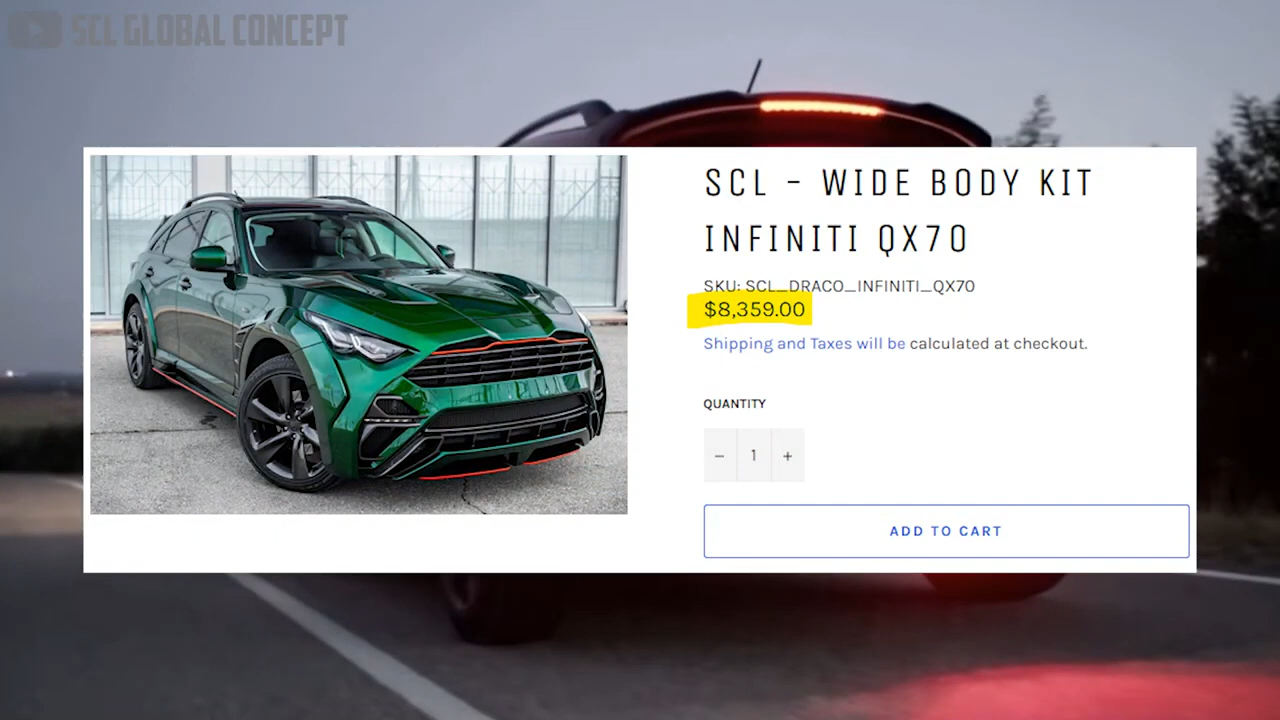 SCL GLOBAL CONCEPT
SCL - WIDE BODY KIT
INFINITI QX70
SKU: SCL_DRACO_INFINITI_QX70
$8,359.00
Shipping and Taxes will be calculated at checkout.
QUANTITY
− 1 +
ADD TO CART